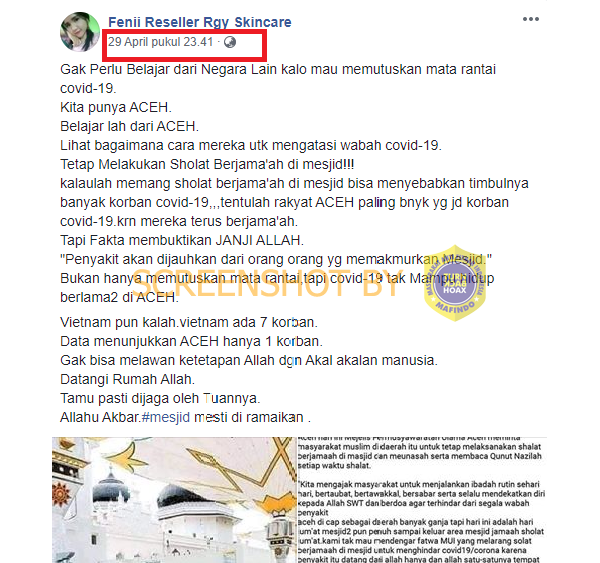 Fenii Reseller Rgy Skincare
29 April pukul 23.41 ·
Gak Perlu Belajar dari Negara Lain kalo mau memutuskan mata rantai
covid-19.
Kita punya ACEH.
Belajar lah dari ACEH.
Lihat bagaimana cara mereka utk mengatasi wabah covid-19.
Tetap Melakukan Sholat Berjama'ah di mesjid!!!
kalaulah memang sholat berjama'ah di mesjid bisa menyebabkan timbulnya
banyak korban covid-19,,,tentulah rakyat ACEH paling bnyk yg jd korban
covid-19.krn mereka terus berjama'ah.
Tapi Fakta membuktikan JANJI ALLAH.
"Penyakit akan dijauhkan dari orang orang yg memakmurkan Mesjid."
SCREENSHOT BY
TURN BACK HOAX
MAFINDO
Bukan hanya memutuskan mata rantai,tapi covid-19 tak Mampu hidup
berlama2 di ACEH.
Vietnam pun kalah.vietnam ada 7 korban.
Data menunjukkan ACEH hanya 1 korban.
Gak bisa melawan ketetapan Allah dgn Akal akalan manusia.
Datangi Rumah Allah.
Tamu pasti dijaga oleh Tuannya.
Allahu Akbar.#mesjid mesti di ramaikan .
Aceh hari ini Mejelis Permusyawaratan Ulama Aceh meminta
masyarakat muslim di daerah itu untuk tetap melaksanakan shalat
berjamaah di masjid dan meunasah serta membaca Qunut Nazilah
setiap waktu shalat.
"Kita mengajak masyarakat untuk menjalankan ibadah rutin sehari
hari, bertaubat, bertawakkal, bersabar serta selalu mendekatkan diri
kepada Allah SWT dan berdoa agar terhindar dari segala wabah
penyakit
aceh di cap sebagai daerah banyak ganja tapi hari ini adalah hari
jum'at mesjid2 pun penuh sampai keluar area mesjid jamaah sholat
jum'at.kami tak mau mendengar fatwa MUI yang melarang solat
berjamaah di mesjid untuk menghindar covid19/corona karena
penyakit itu datang dari allah hanya dan allah satu-satunya tempat